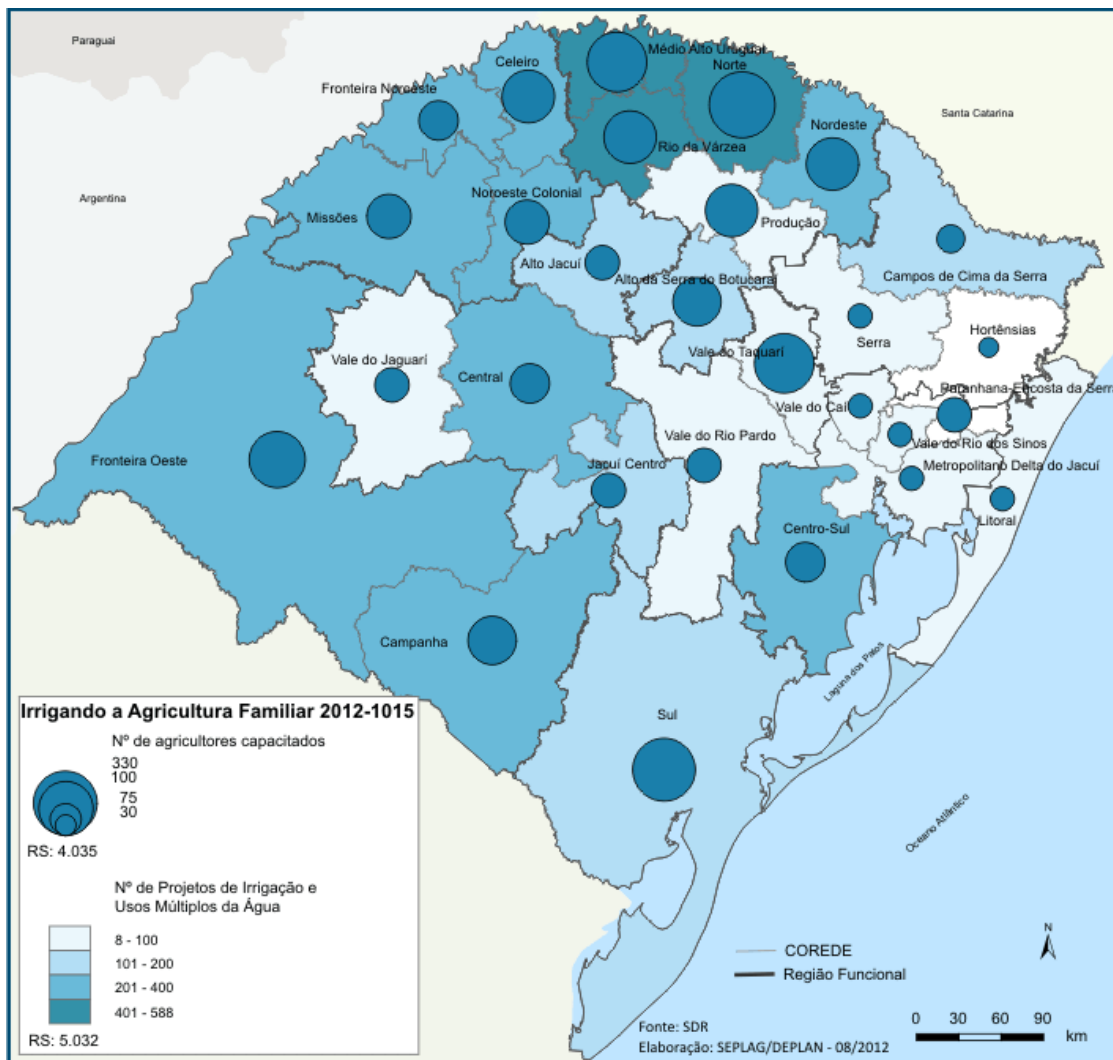 Paraguai
Médio Alto Uruguai
Celeiro
Norte
Fronteira Noroeste
Santa Catarina
Nordeste
Rio da Várzea
Argentina
Noroeste Colonial
Missões
Produção
Alto Jacuí
Alto da Serra do Botucaraí
Campos de Cima da Serra
Hortênsias
Serra
Vale do Jaguarí
Vale do Taquarí
Central
Paranhana-Encosta da Serra
Vale do Caí
Vale do Rio Pardo
Vale do Rio dos Sinos
Fronteira Oeste
Jacuí Centro
Metropolitano Delta do Jacuí
Litoral
Centro-Sul
Campanha
Laguna dos Patos
Sul
Oceano Atlântico
Irrigando a Agricultura Familiar 2012-1015
Nº de agricultores capacitados
330
100
75
30
RS: 4.035
Nº de Projetos de Irrigação e
Usos Múltiplos da Água
8 - 100
101 - 200
201 - 400
401 - 588
RS: 5.032
COREDE
Região Funcional
N
Fonte: SDR
Elaboração: SEPLAG/DEPLAN - 08/2012
0 30 60 90
km